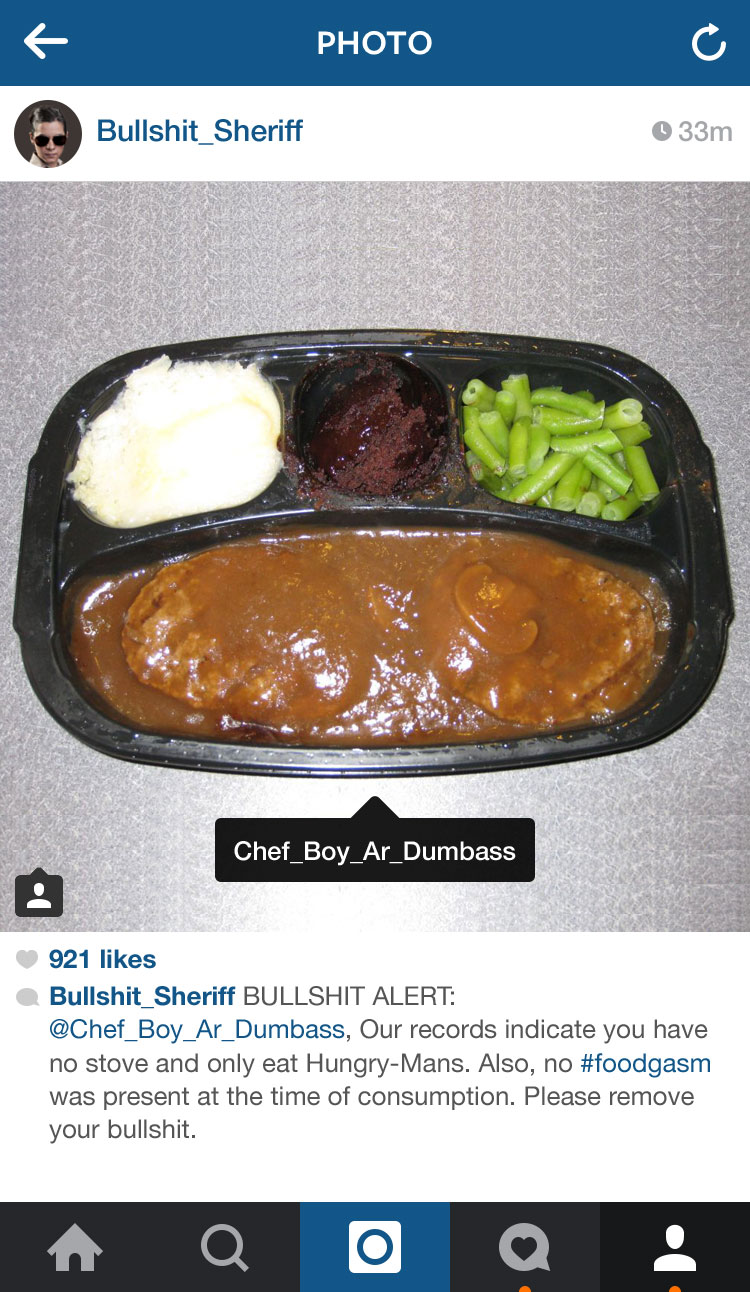 PHOTO
Bullshit_Sheriff
33m
Chef_Boy_Ar_Dumbass
921 likes
Bullshit_Sheriff BULLSHIT ALERT:
@Chef_Boy_Ar_Dumbass, Our records indicate you have
no stove and only eat Hungry-Mans. Also, no #foodgasm
was present at the time of consumption. Please remove
your bullshit.